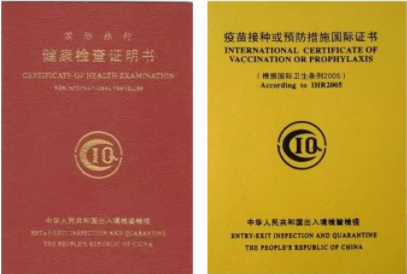 国际旅行
健康检查证明书
CERTIFICATE OF HEALTH EXAMINATION
FOR INTERNATIONAL TRAVELLER
CIQ
中华人民共和国出入境检验检疫
ENTRY-EXIT INSPECTION AND QUARANTINE
THE PEOPLE'S REPUBLIC OF CHINA
疫苗接种或预防措施国际证书
INTERNATIONAL CERTIFICATE OF
VACCINATION OR PROPHYLAXIS
(根据国际卫生条例2005)
According to IHR2005
CIQ
中华人民共和国出入境检验检疫
ENTRY-EXIT INSPECTION AND QUARANTINE
THE PEOPLE'S REPUBLIC OF CHINA